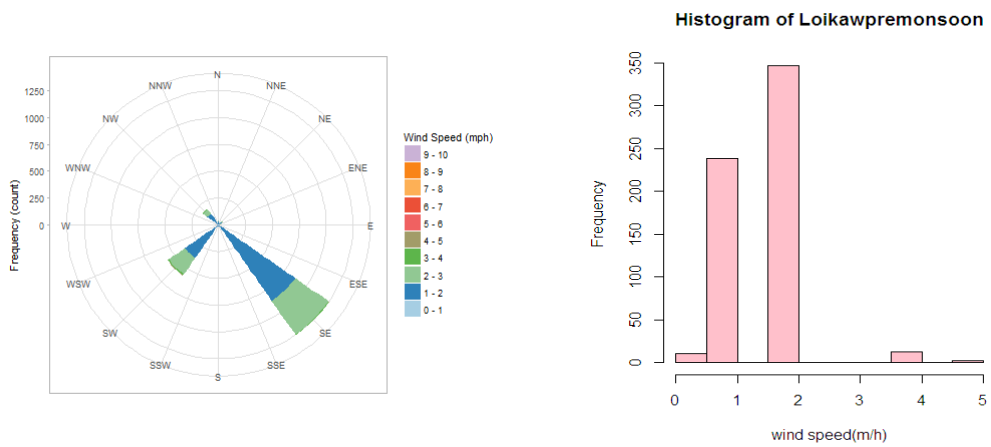 Histogram of Loikawpremonsoon
N
NNE
NE
ENE
E
ESE
SE
SSE
S
SSW
SW
WSW
W
WNW
NW
NNW
1250
1000
750
500
250
0
Frequency (count)
Wind Speed (mph)
9 - 10
8 - 9
7 - 8
6 - 7
5 - 6
4 - 5
3 - 4
2 - 3
1 - 2
0 - 1
Frequency
350
300
250
200
150
100
50
0
0 1 2 3 4 5
wind speed(m/h)